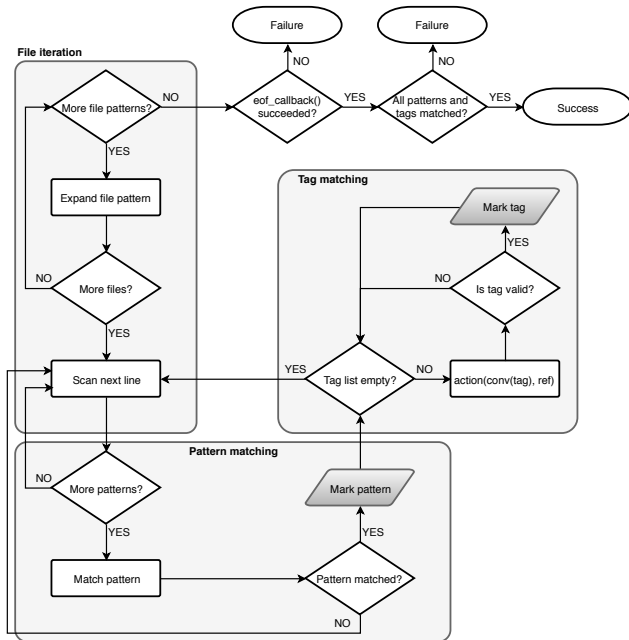 Failure
Failure
File iteration
NO
NO
More file patterns?
NO
eof_callback()
succeeded?
YES
All patterns and
tags matched?
YES
Success
YES
Expand file pattern
Tag matching
Mark tag
YES
NO
More files?
NO
Is tag valid?
YES
Scan next line
YES
Tag list empty?
NO
action(conv(tag), ref)
Pattern matching
NO
More patterns?
Mark pattern
YES
YES
Match pattern
Pattern matched?
NO